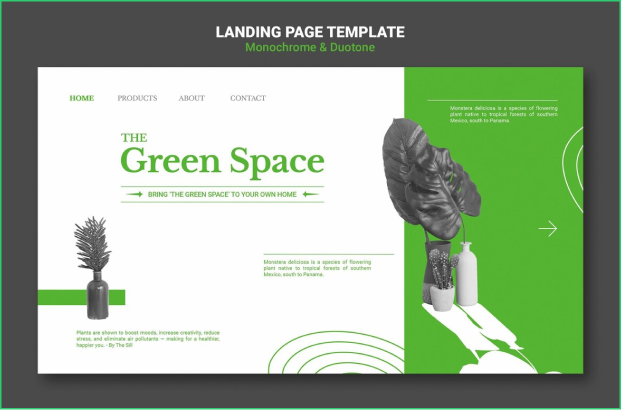 LANDING PAGE TEMPLATE
Monochrome & Duotone
HOME PRODUCTS ABOUT CONTACT
Monstera deliciosa is a species of flowering
plant native to tropical forests of southern
Mexico, south to Panama.
THE
Green Space
BRING 'THE GREEN SPACE' TO YOUR OWN HOME
Monstera deliciosa is a species of flowering
plant native to tropical forests of southern
Mexico, south to Panama.
Plants are shown to boost moods, increase creativity, reduce
stress, and eliminate air pollutants — making for a healthier,
happier you. - By The Sill